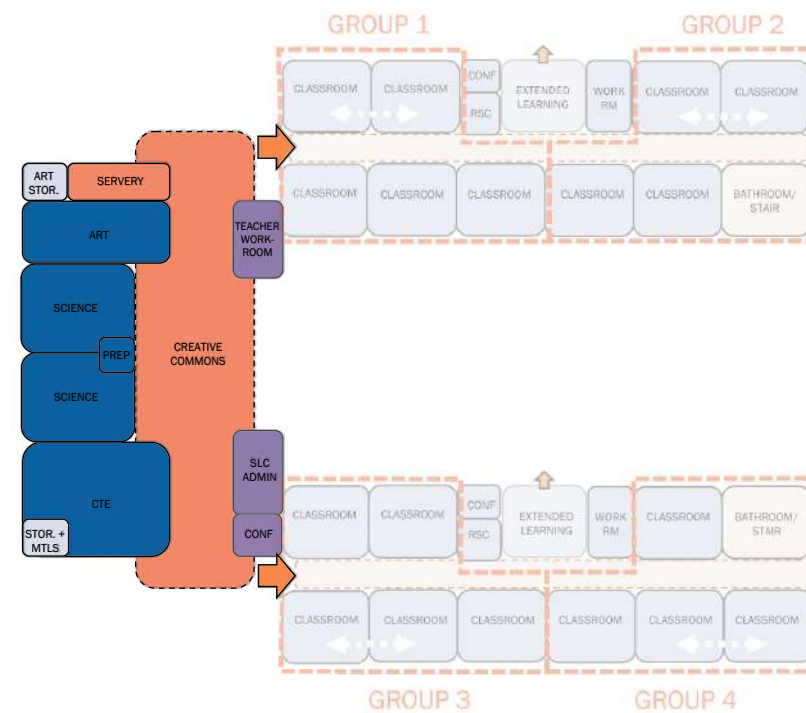 GROUP 1
GROUP 2
CLASSROOM
CLASSROOM
CONF
RSC
EXTENDED
LEARNING
WORK
RM
CLASSROOM
CLASSROOM
CLASSROOM
CLASSROOM
CLASSROOM
CLASSROOM
CLASSROOM
BATHROOM/
STAIR
ART
STOR.
SERVERY
ART
TEACHER
WORK-
ROOM
SCIENCE
PREP
CREATIVE
COMMONS
SCIENCE
SLC
ADMIN
CTE
STOR. +
MTLS
CONF
CLASSROOM
CLASSROOM
CONF
RSC
EXTENDED
LEARNING
WORK
RM
CLASSROOM
BATHROOM/
STAIR
CLASSROOM
CLASSROOM
CLASSROOM
CLASSROOM
CLASSROOM
CLASSROOM
GROUP 3
GROUP 4